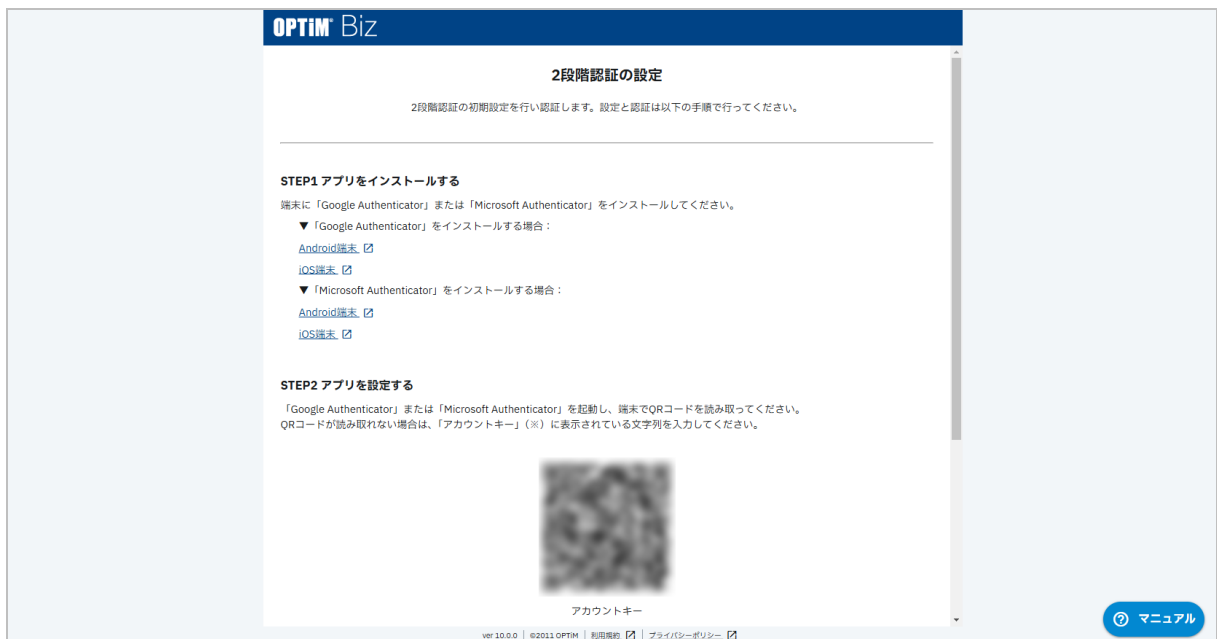 OPTiM® Biz
2段階認証の設定
2段階認証の初期設定を行い認証します。設定と認証は以下の手順で行ってください。
STEP1 アプリをインストールする
端末に「Google Authenticator」または「Microsoft Authenticator」をインストールしてください。
▼「Google Authenticator」をインストールする場合：
Android端末
iOS端末
▼「Microsoft Authenticator」をインストールする場合：
Android端末
iOS端末
STEP2 アプリを設定する
「Google Authenticator」または「Microsoft Authenticator」を起動し、端末でQRコードを読み取ってください。
QRコードが読み取れない場合は、「アカウントキー」（※）に表示されている文字列を入力してください。
アカウントキー
マニュアル
ver 10.0.0 | ©2011 OPTiM | 利用規約 | プライバシーポリシー